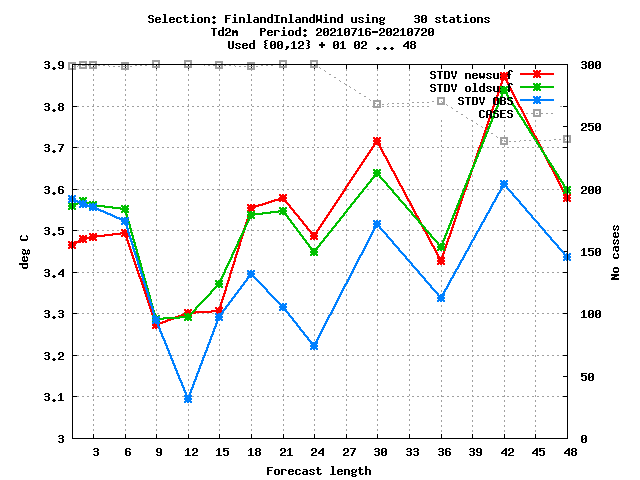 Selection: FinlandInlandWind using    30 stations
Td2m   Period: 20210716-20210720
Used {00,12} + 01 02 ... 48
STDV newsurf
STDV oldsurf
STDV OBS
CASES
3,9
3,8
3,7
3,6
3,5
3,4
3,3
3,2
3,1
3
300
250
200
150
100
50
0
deg C
No cases
3 6 9 12 15 18 21 24 27 30 33 36 39 42 45 48
Forecast length